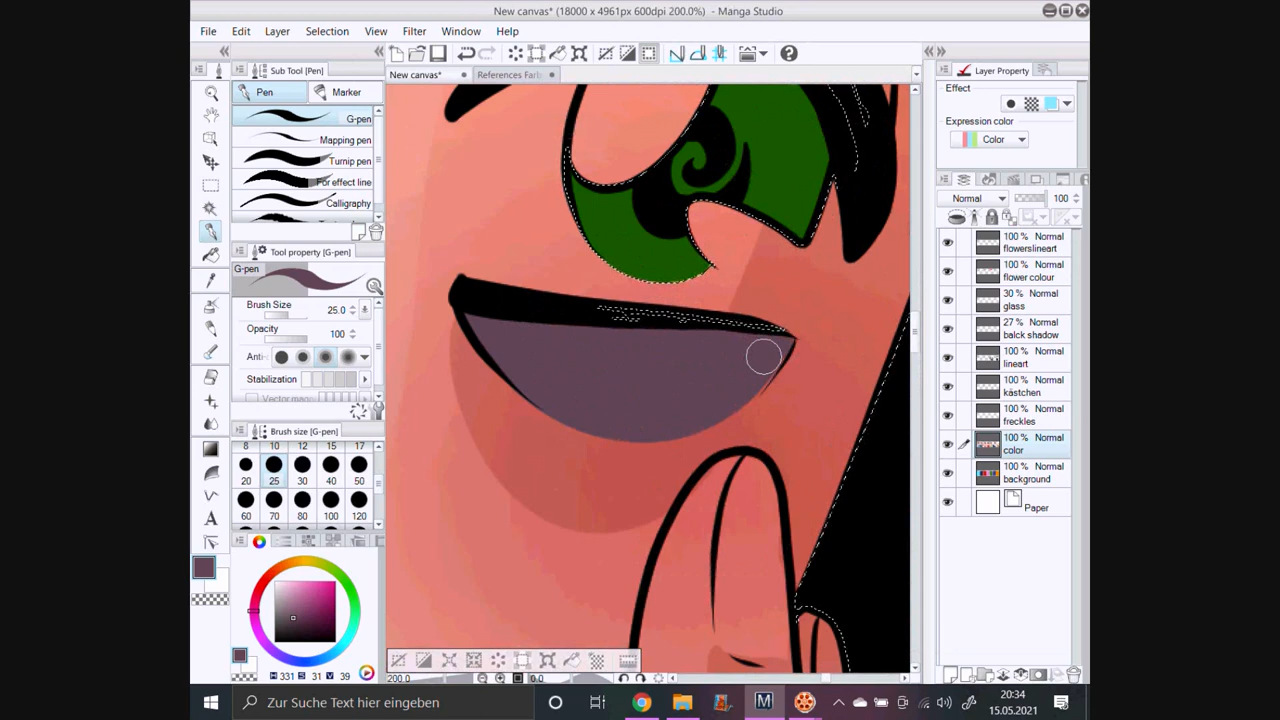 New canvas* (18000 x 4961px 600dpi 200.0%) - Manga Studio
File Edit Layer Selection View Filter Window Help
Sub Tool [Pen]
Pen Marker
G-pen
Mapping pen
Turnip pen
For effect line
Calligraphy
Tool property [G-pen]
G-pen
Brush Size 25.0
Opacity 100
Anti-
Stabilization
Brush size [G-pen]
8 10 12 15 17
20 25 30 40 50
60 70 80 100 120
H 331 S 31 V 39
New canvas* References Farb
200.0 0.0
Layer Property
Effect
Expression color
Color
Normal 100
100 % Normal
flowerslineart
100 % Normal
flower colour
30 % Normal
glass
27 % Normal
balck shadow
100 % Normal
lineart
100 % Normal
kästchen
100 % Normal
freckles
100 % Normal
color
100 % Normal
background
Paper
Zur Suche Text hier eingeben
20:34
15.05.2021